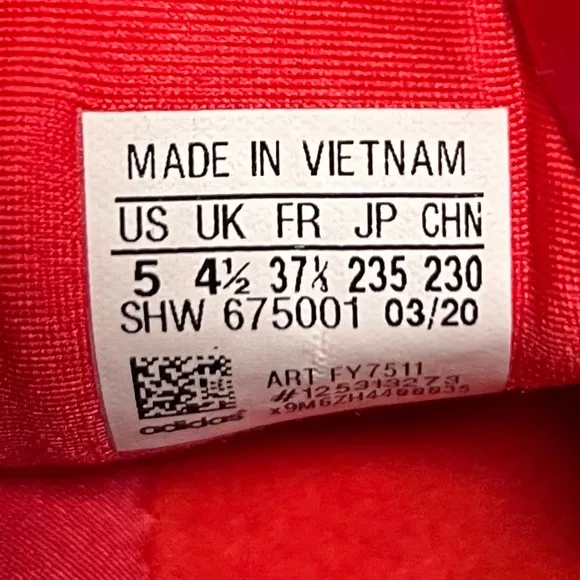 MADE IN VIETNAM
US UK FR JP CHN
5 4½ 37⅓ 235 230
SHW 675001 03/20
ART FY7511
#125313273
adidas